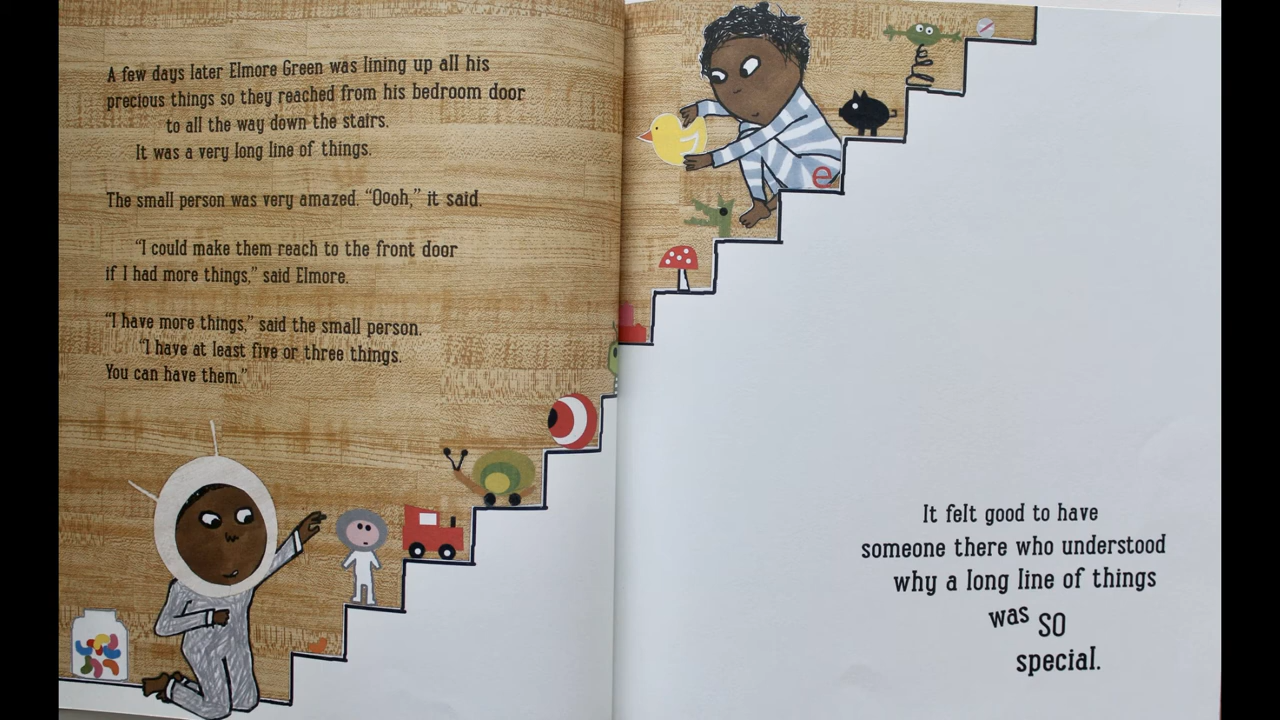 A few days later Elmore Green was lining up all his
precious things so they reached from his bedroom door
to all the way down the stairs.
It was a very long line of things.
The small person was very amazed. “Oooh,” it said.
“I could make them reach to the front door
if I had more things,” said Elmore.
“I have more things,” said the small person.
“I have at least five or three things.
You can have them.”
e
It felt good to have
someone there who understood
why a long line of things
was SO
special.